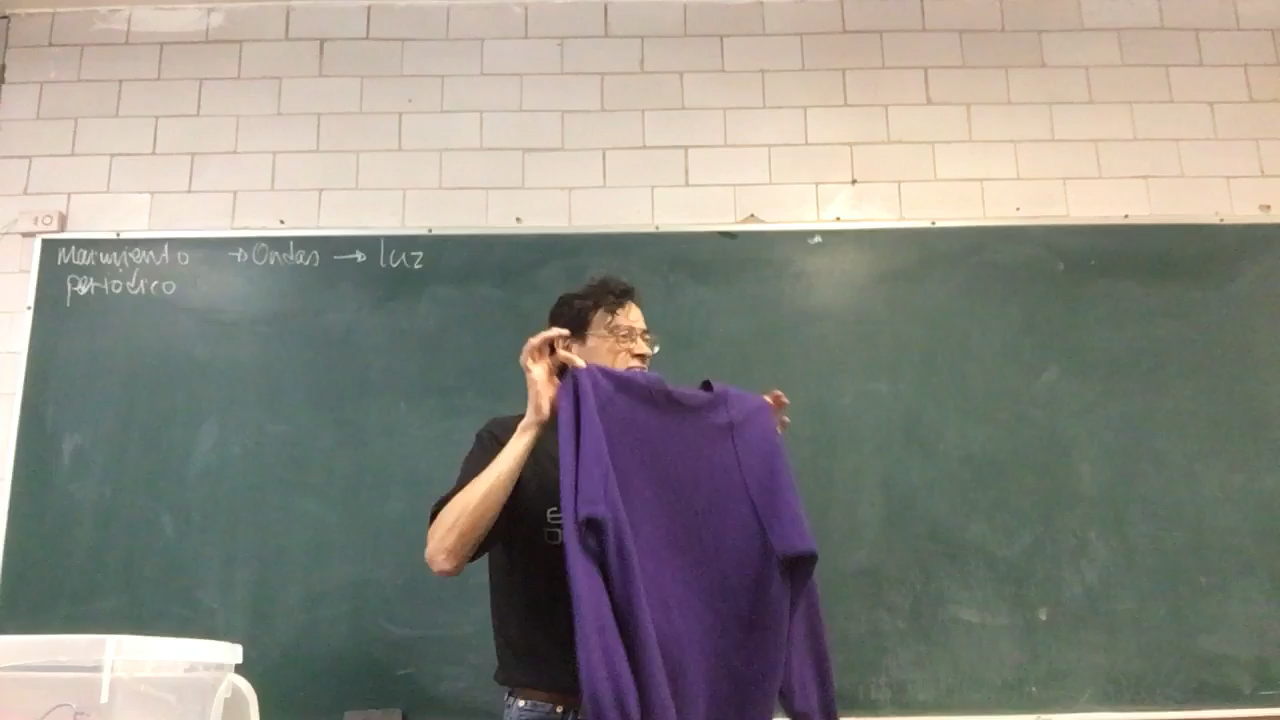 Movimiento → Ondas → luz
periódico